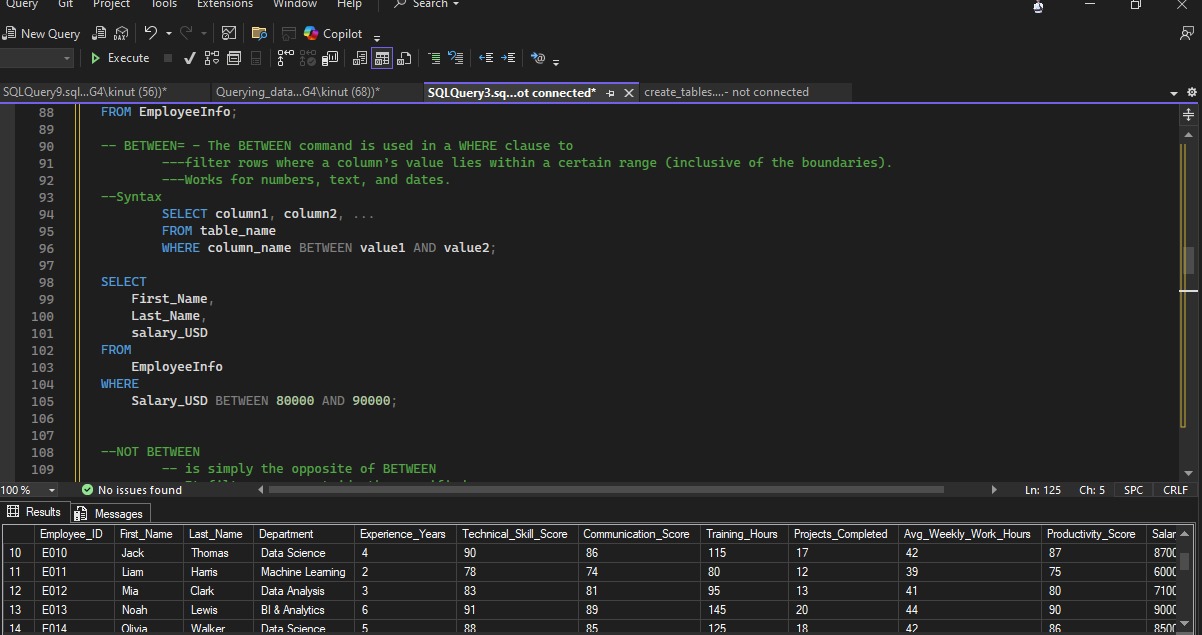 Query Git Project Tools Extensions Window Help Search
New Query DAX Copilot
Execute
SQLQuery9.sql...G4\kinut (56))* Querying_data...G4\kinut (68))* SQLQuery3.sq...ot connected* create_tables....- not connected
88 FROM EmployeeInfo;
89
90 -- BETWEEN= - The BETWEEN command is used in a WHERE clause to
91 ---filter rows where a column's value lies within a certain range (inclusive of the boundaries).
92 ---Works for numbers, text, and dates.
93 --Syntax
94 SELECT column1, column2, ...
95 FROM table_name
96 WHERE column_name BETWEEN value1 AND value2;
97
98 SELECT
99 First_Name,
100 Last_Name,
101 salary_USD
102 FROM
103 EmployeeInfo
104 WHERE
105 Salary_USD BETWEEN 80000 AND 90000;
106
107
108 --NOT BETWEEN
109 -- is simply the opposite of BETWEEN
100 % No issues found Ln: 125 Ch: 5 SPC CRLF
Results Messages
Employee_ID First_Name Last_Name Department Experience_Years Technical_Skill_Score Communication_Score Training_Hours Projects_Completed Avg_Weekly_Work_Hours Productivity_Score Salar
10 E010 Jack Thomas Data Science 4 90 86 115 17 42 87 8700
11 E011 Liam Harris Machine Learning 2 78 74 80 12 39 75 6000
12 E012 Mia Clark Data Analysis 3 83 81 95 13 41 80 7100
13 E013 Noah Lewis BI & Analytics 6 91 89 145 20 44 90 9000
14 E014 Olivia Walker Data Science 5 88 85 125 18 42 86 8500